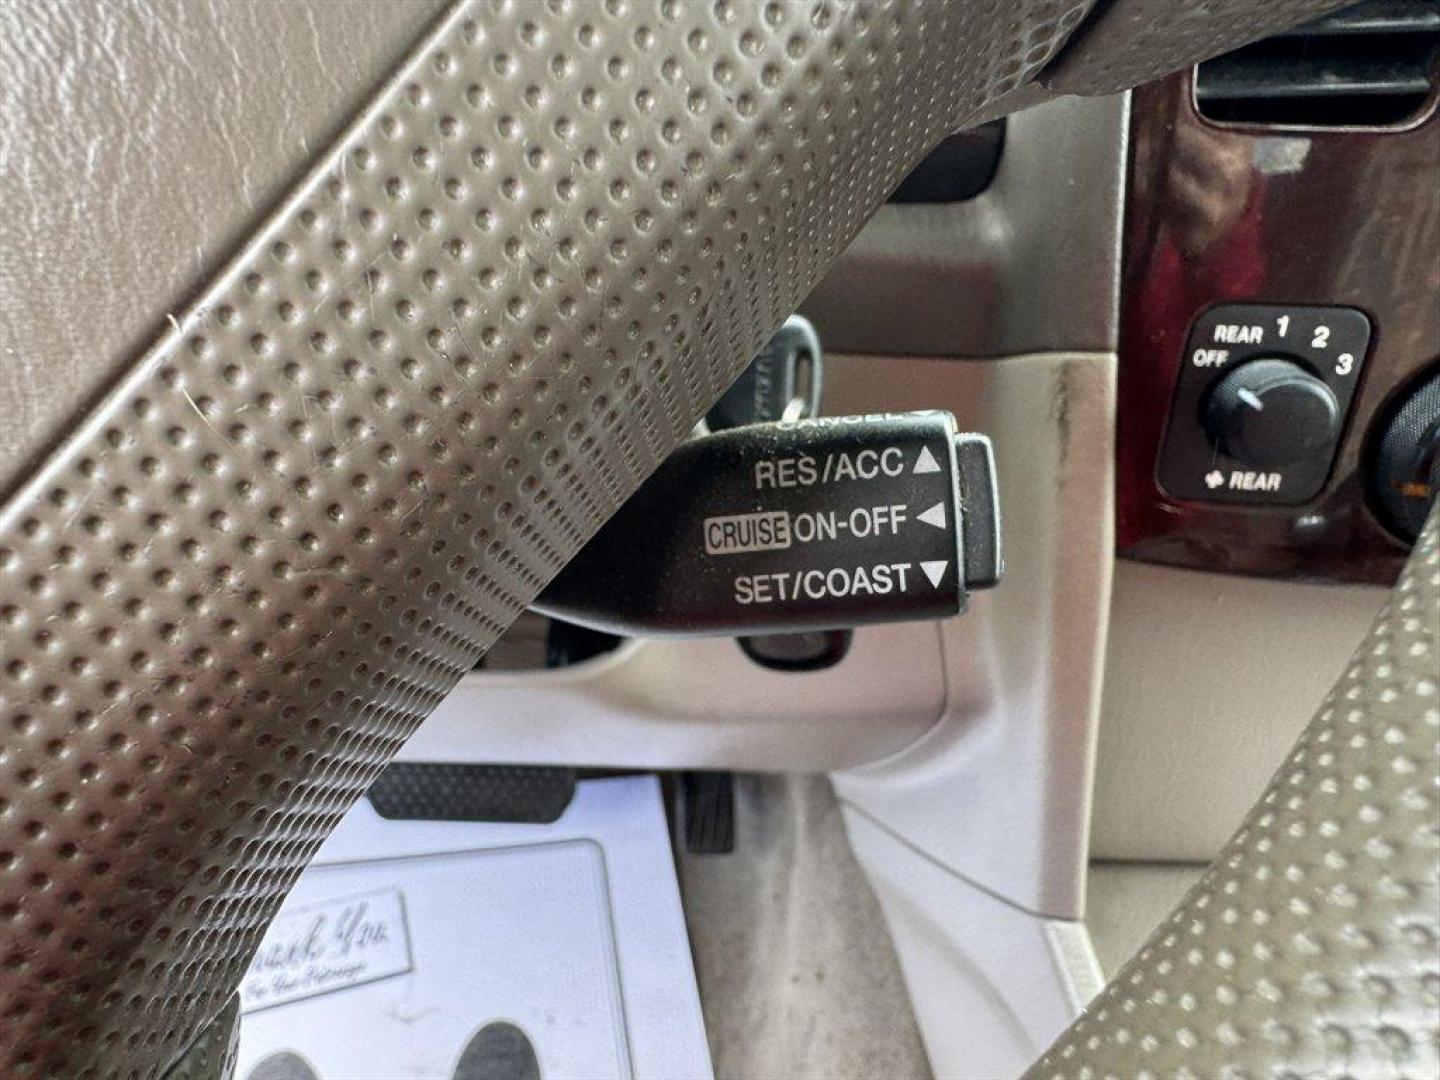 REAR 1 2 3
OFF
REAR
CANCEL
RES/ACC
CRUISE ON-OFF
SET/COAST